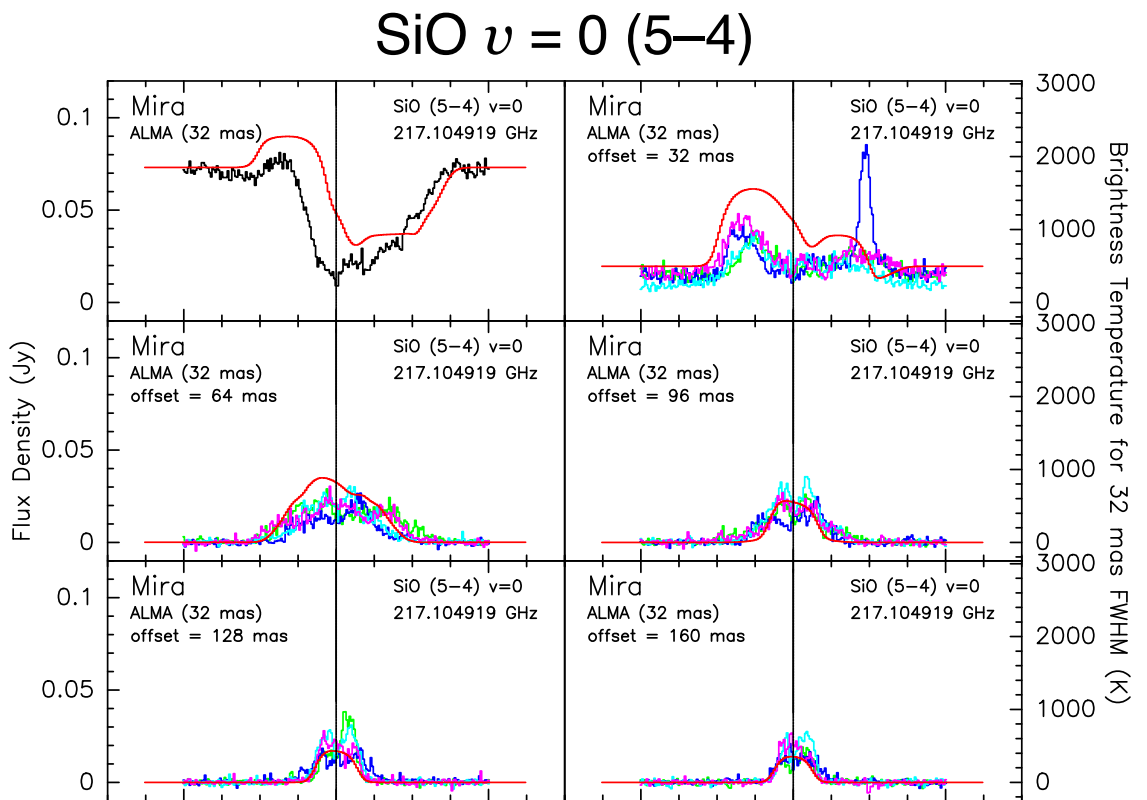 SiO v = 0 (5–4)
Mira
ALMA (32 mas)
SiO (5-4) v=0
217.104919 GHz
0.1
0.05
0
Mira
ALMA (32 mas)
offset = 32 mas
SiO (5-4) v=0
217.104919 GHz
3000
2000
1000
0
Mira
ALMA (32 mas)
offset = 64 mas
SiO (5-4) v=0
217.104919 GHz
0.1
0.05
0
Mira
ALMA (32 mas)
offset = 96 mas
SiO (5-4) v=0
217.104919 GHz
3000
2000
1000
0
Mira
ALMA (32 mas)
offset = 128 mas
SiO (5-4) v=0
217.104919 GHz
0.1
0.05
0
Mira
ALMA (32 mas)
offset = 160 mas
SiO (5-4) v=0
217.104919 GHz
3000
2000
1000
0
Flux Density (Jy)
Brightness Temperature for 32 mas FWHM (K)